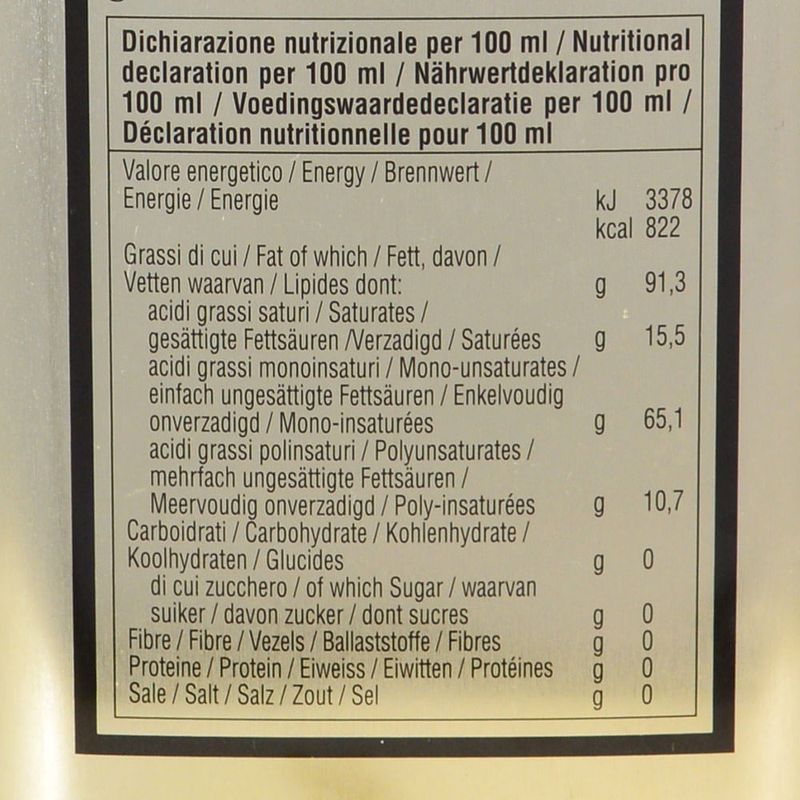 Dichiarazione nutrizionale per 100 ml / Nutritional
declaration per 100 ml / Nährwertdeklaration pro
100 ml / Voedingswaardedeclaratie per 100 ml /
Déclaration nutritionnelle pour 100 ml
Valore energetico / Energy / Brennwert /
Energie / Energie kJ 3378
kcal 822
Grassi di cui / Fat of which / Fett, davon /
Vetten waarvan / Lipides dont: g 91,3
acidi grassi saturi / Saturates /
gesättigte Fettsäuren /Verzadigd / Saturées g 15,5
acidi grassi monoinsaturi / Mono-unsaturates /
einfach ungesättigte Fettsäuren / Enkelvoudig
onverzadigd / Mono-insaturées g 65,1
acidi grassi polinsaturi / Polyunsaturates /
mehrfach ungesättigte Fettsäuren /
Meervoudig onverzadigd / Poly-insaturées g 10,7
Carboidrati / Carbohydrate / Kohlenhydrate /
Koolhydraten / Glucides g 0
di cui zucchero / of which Sugar / waarvan
suiker / davon zucker / dont sucres g 0
Fibre / Fibre / Vezels / Ballaststoffe / Fibres g 0
Proteine / Protein / Eiweiss / Eiwitten / Protéines g 0
Sale / Salt / Salz / Zout / Sel g 0